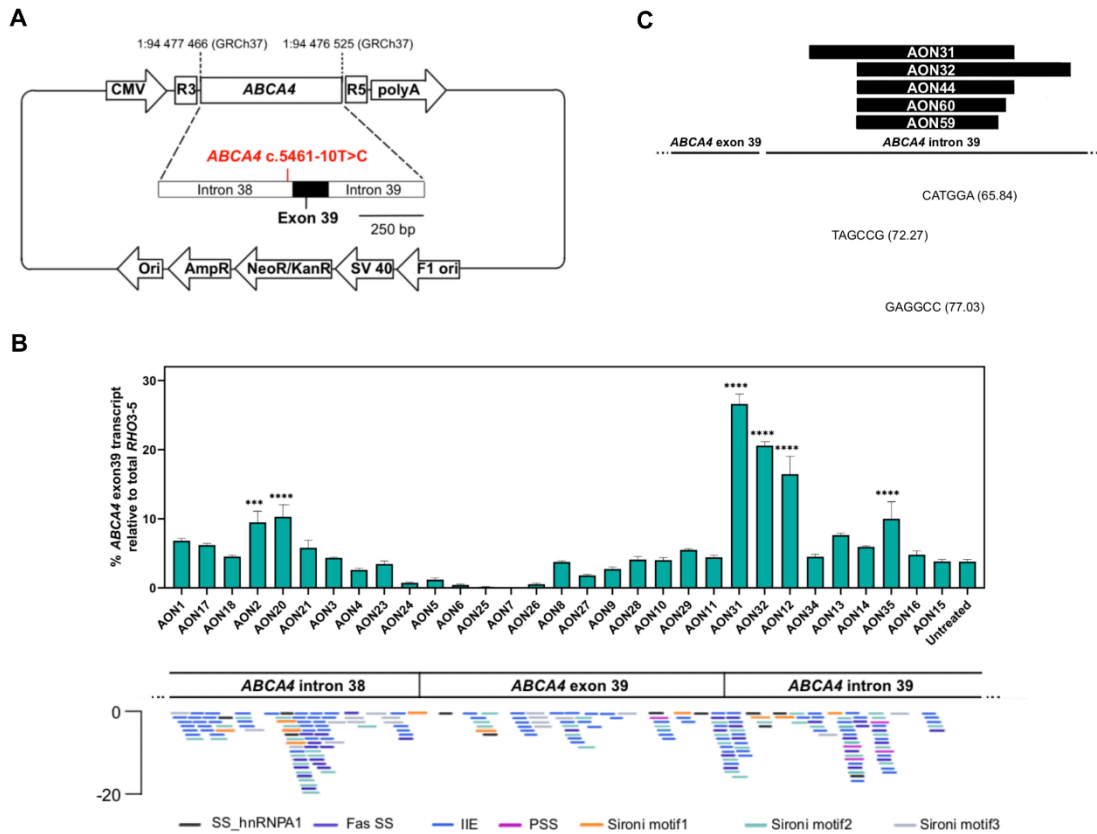 A
1:94 477 466 (GRCh37) 1:94 476 525 (GRCh37)
CMV R3 ABCA4 R5 polyA
ABCA4 c.5461-10T>C
Intron 38 Intron 39
Exon 39
250 bp
Ori AmpR NeoR/KanR SV 40 F1 ori
C
AON31
AON32
AON44
AON60
AON59
ABCA4 exon 39 ABCA4 intron 39
CATGGA (65.84)
TAGCCG (72.27)
GAGGCC (77.03)
B
% ABCA4 exon39 transcript
relative to total RHO3-5
30
20
10
0
*** **** **** **** **** ****
AON1 AON17 AON18 AON2 AON20 AON21 AON3 AON4 AON23 AON24 AON5 AON6 AON25 AON7 AON26 AON8 AON27 AON9 AON28 AON10 AON29 AON11 AON31 AON32 AON12 AON34 AON13 AON14 AON35 AON16 AON15 Untreated
ABCA4 intron 38 ABCA4 exon 39 ABCA4 intron 39
0
-20
SS_hnRNPA1 Fas SS IIE PSS Sironi motif1 Sironi motif2 Sironi motif3